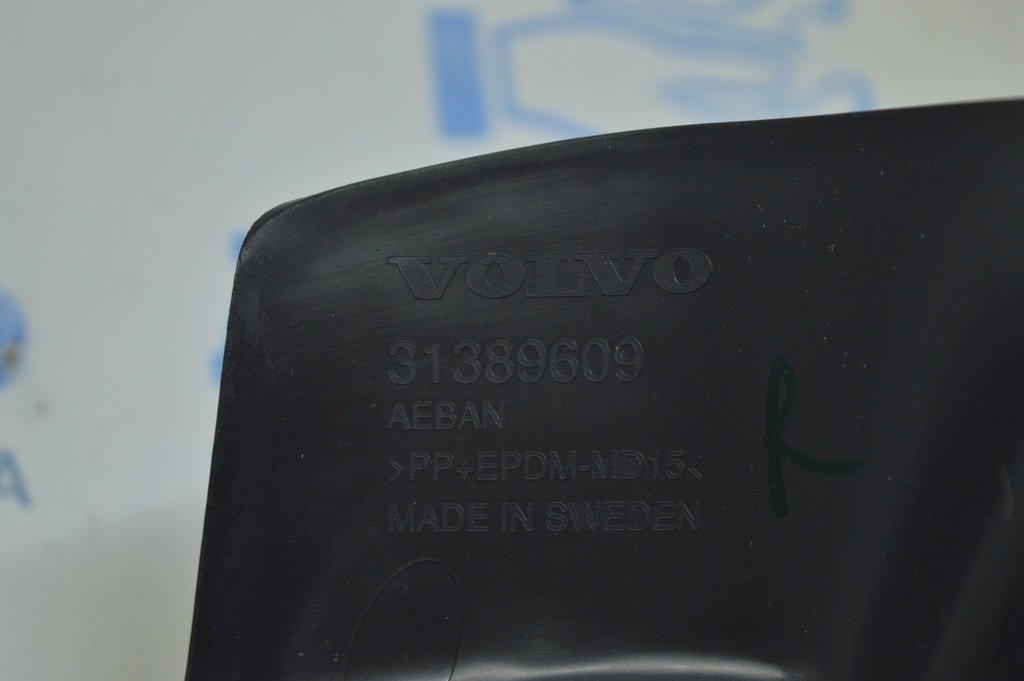 VOLVO
31389609
AEBAN
>PP+EPDM-MD15<
MADE IN SWEDEN